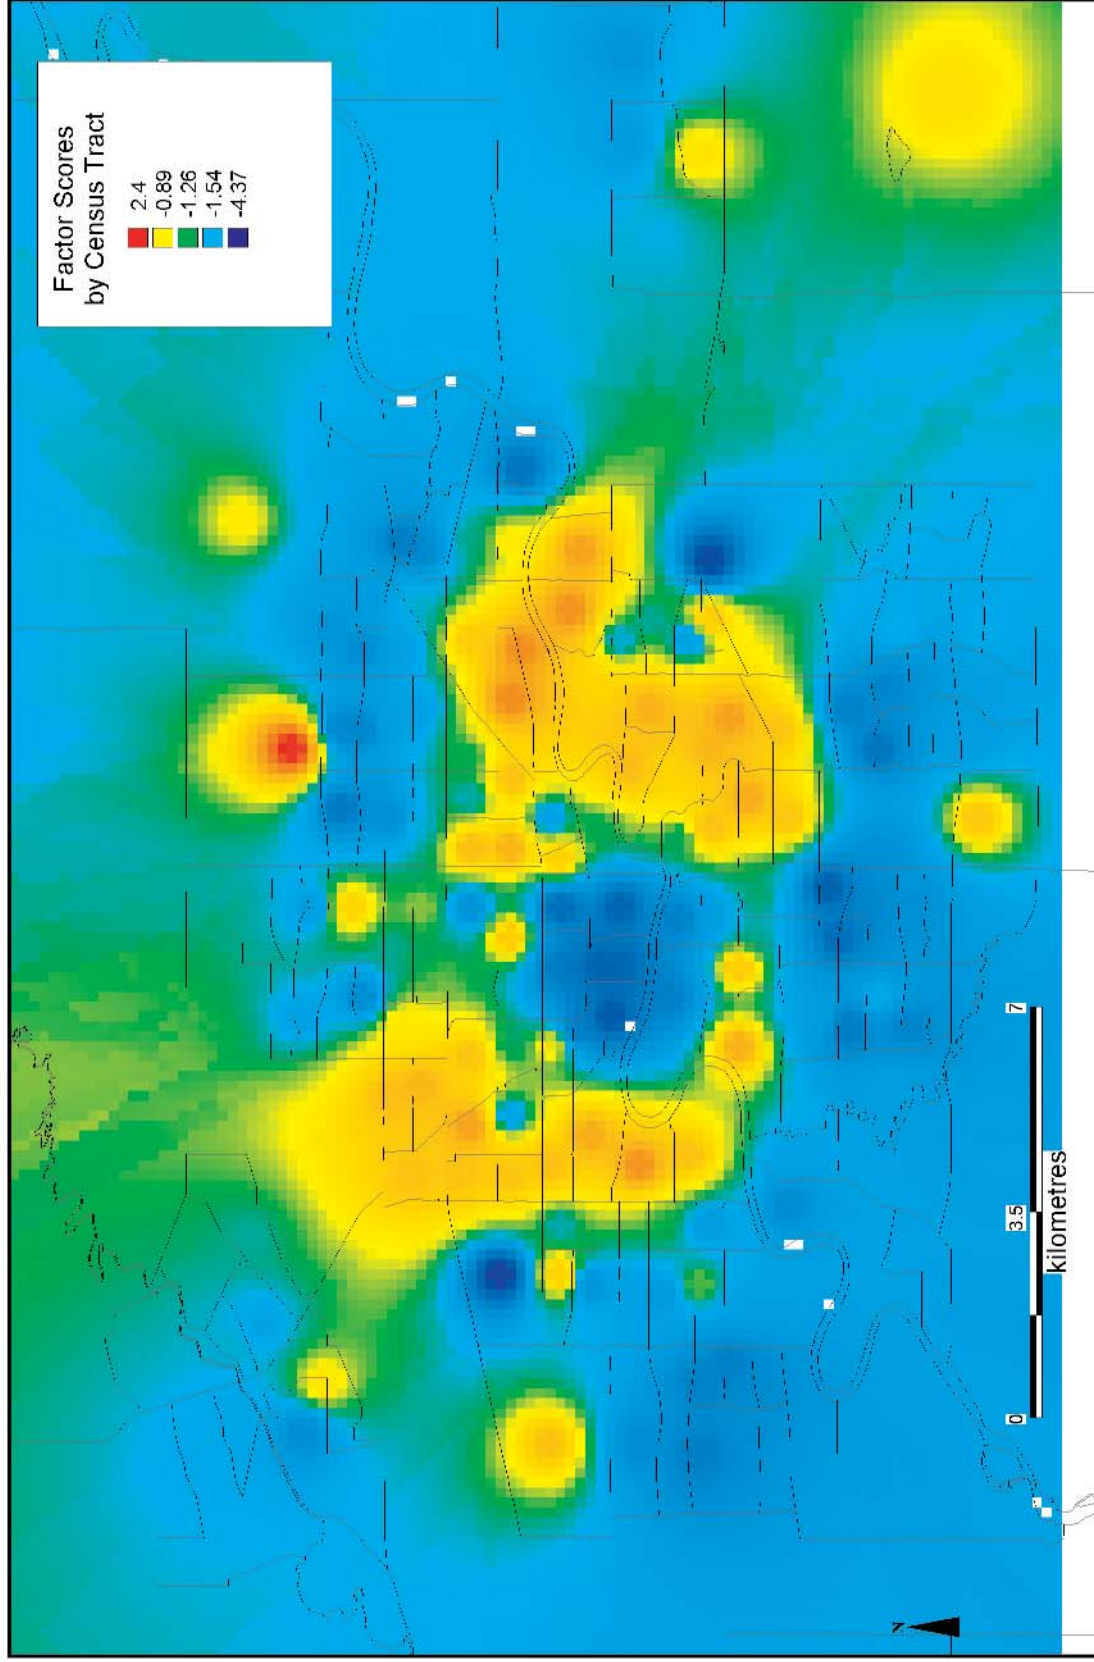 Factor Scores
by Census Tract
2.4
-0.89
-1.26
-1.54
-4.37
0
3.5
7
kilometres
N